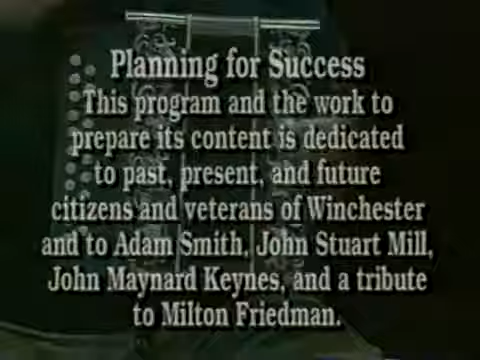 Planning for Success
This program and the work to
prepare its content is dedicated
to past, present, and future
citizens and veterans of Winchester
and to Adam Smith, John Stuart Mill,
John Maynard Keynes, and a tribute
to Milton Friedman.